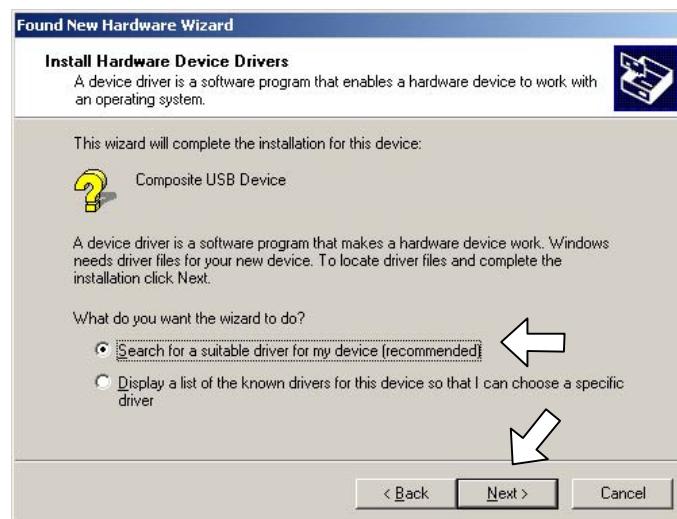 Found New Hardware Wizard
Install Hardware Device Drivers
A device driver is a software program that enables a hardware device to work with
an operating system.
This wizard will complete the installation for this device:
Composite USB Device
A device driver is a software program that makes a hardware device work. Windows
needs driver files for your new device. To locate driver files and complete the
installation click Next.
What do you want the wizard to do?
Search for a suitable driver for my device (recommended)
Display a list of the known drivers for this device so that I can choose a specific
driver
< Back Next > Cancel